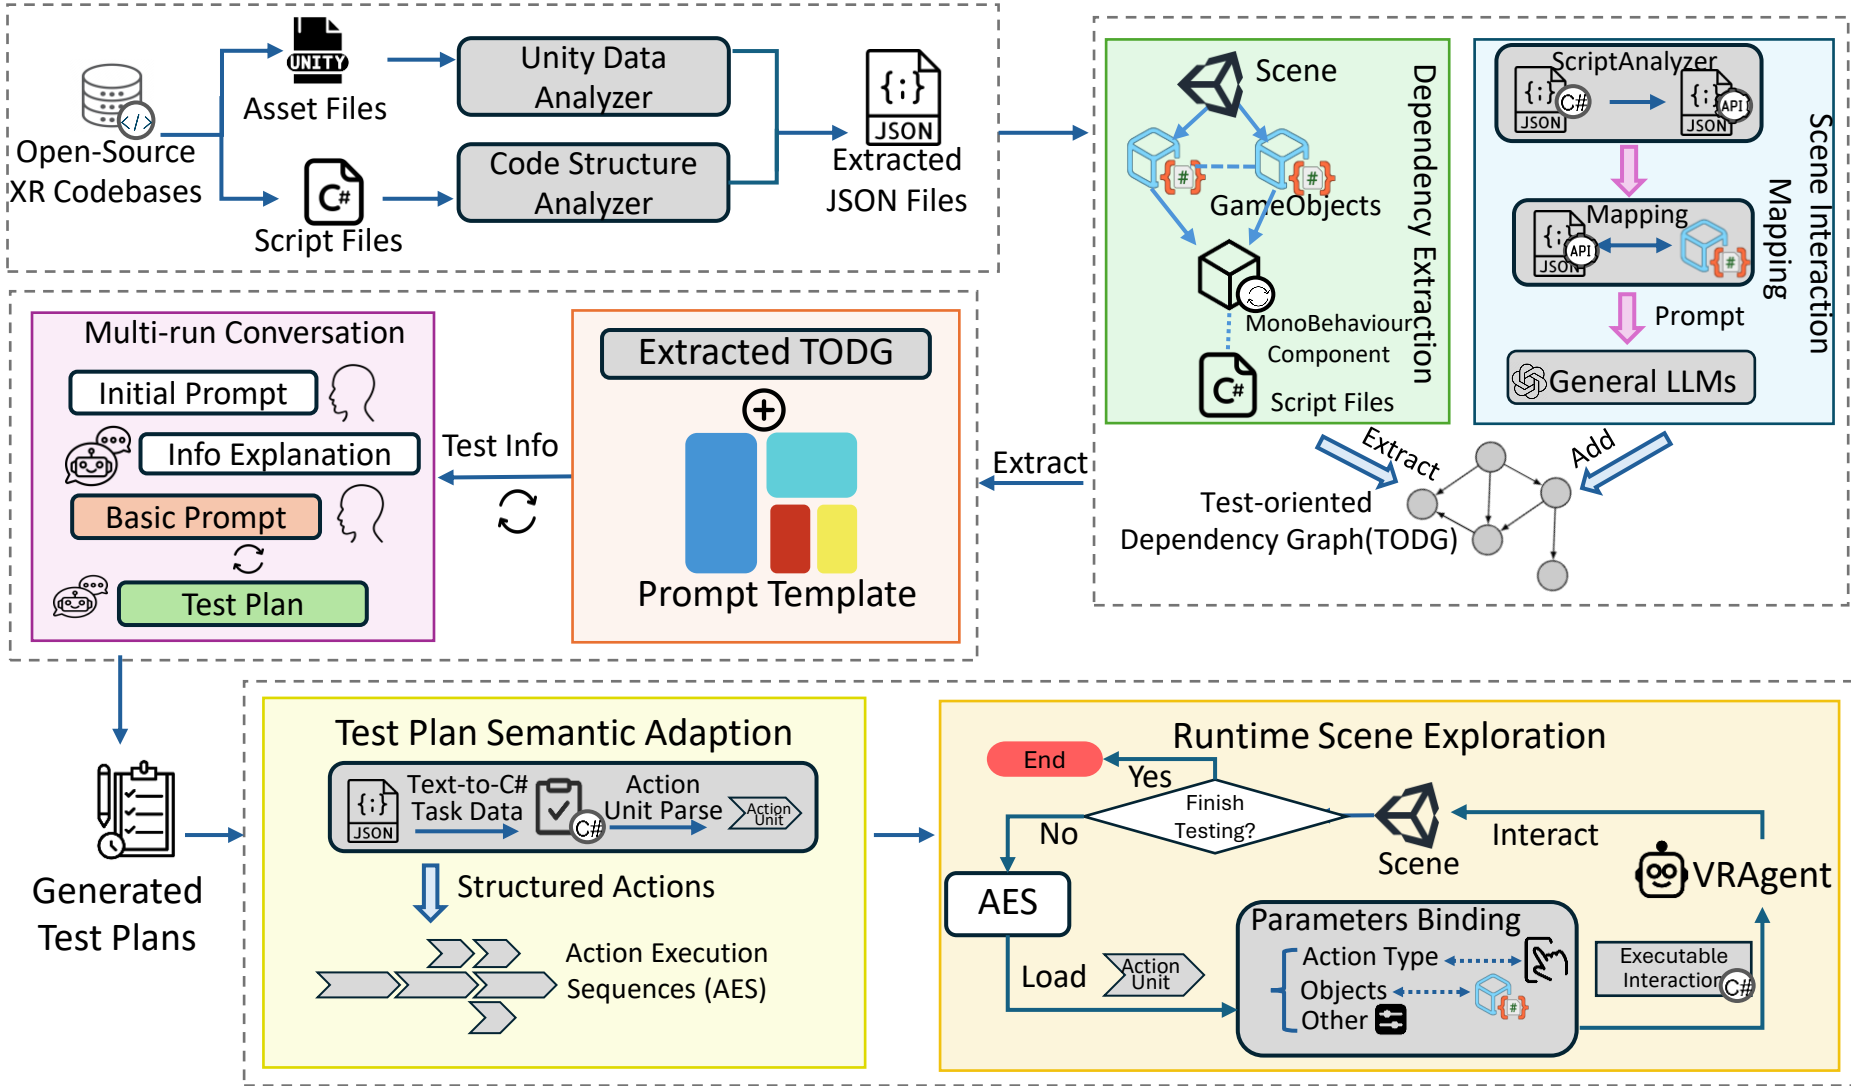 UNITY
Asset Files
</>
Open-Source
XR Codebases
C#
Script Files
Unity Data
Analyzer
Code Structure
Analyzer
{;}
JSON
Extracted
JSON Files
Scene
#
#
GameObjects
MonoBehaviour
Component
C#
Script Files
Dependency Extraction
ScriptAnalyzer
{;}
JSON
C#
{;}
JSON
API
Mapping
{;}
JSON
API
#
Prompt
General LLMs
Scene Interaction
Mapping
Extract
Add
Test-oriented
Dependency Graph(TODG)
Extract
Extracted TODG
Prompt Template
Test Info
Multi-run Conversation
Initial Prompt
Info Explanation
Basic Prompt
Test Plan
Generated
Test Plans
Test Plan Semantic Adaption
{;}
JSON
Text-to-C#
Task Data
C#
Action
Unit Parse
Action
Unit
Structured Actions
Action Execution
Sequences (AES)
Runtime Scene Exploration
End
Yes
Finish
Testing?
No
Scene
Interact
VRAgent
AES
Load
Action
Unit
Parameters Binding
Action Type
Objects
#
Other
Executable
Interaction
C#